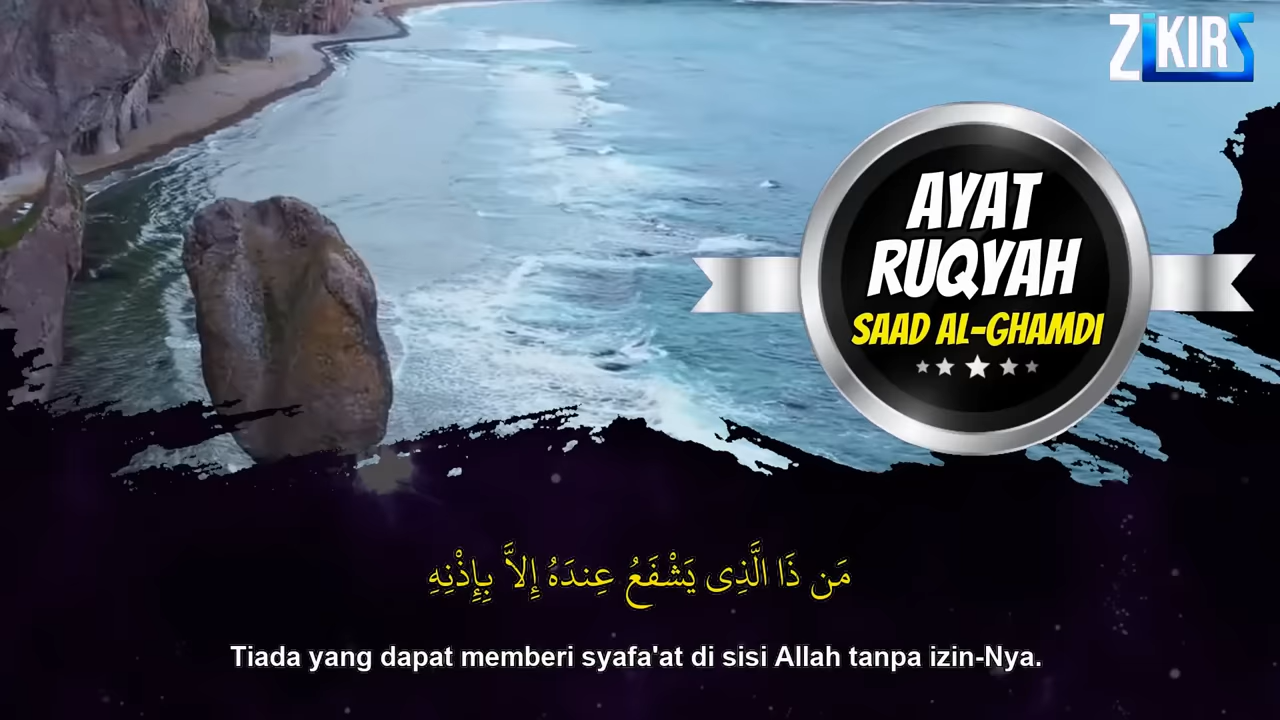 ZIKIRS
AYAT
RUQYAH
SAAD AL-GHAMDI
مَن ذَا الَّذِى يَشْفَعُ عِندَهُ إِلاَّ بِإِذْنِهِ
Tiada yang dapat memberi syafa'at di sisi Allah tanpa izin-Nya.